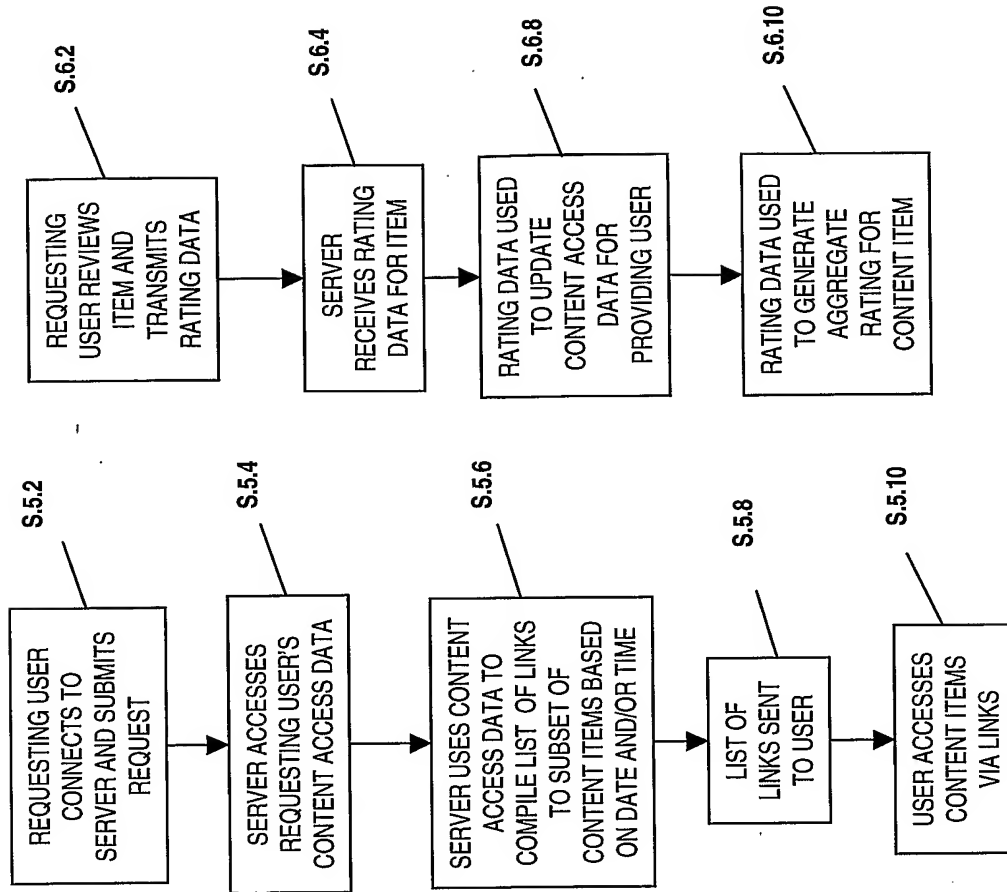 REQUESTING
USER REVIEWS
ITEM AND
TRANSMITS
RATING DATA
S.6.2
SERVER
RECEIVES RATING
DATA FOR ITEM
S.6.4
RATING DATA USED
TO UPDATE
CONTENT ACCESS
DATA FOR
PROVIDING USER
S.6.8
RATING DATA USED
TO GENERATE
AGGREGATE
RATING FOR
CONTENT ITEM
S.6.10
REQUESTING USER
CONNECTS TO
SERVER AND SUBMITS
REQUEST
S.5.2
SERVER ACCESSES
REQUESTING USER'S
CONTENT ACCESS DATA
S.5.4
SERVER USES CONTENT
ACCESS DATA TO
COMPILE LIST OF LINKS
TO SUBSET OF
CONTENT ITEMS BASED
ON DATE AND/OR TIME
S.5.6
LIST OF
LINKS SENT
TO USER
S.5.8
USER ACCESSES
CONTENT ITEMS
VIA LINKS
S.5.10